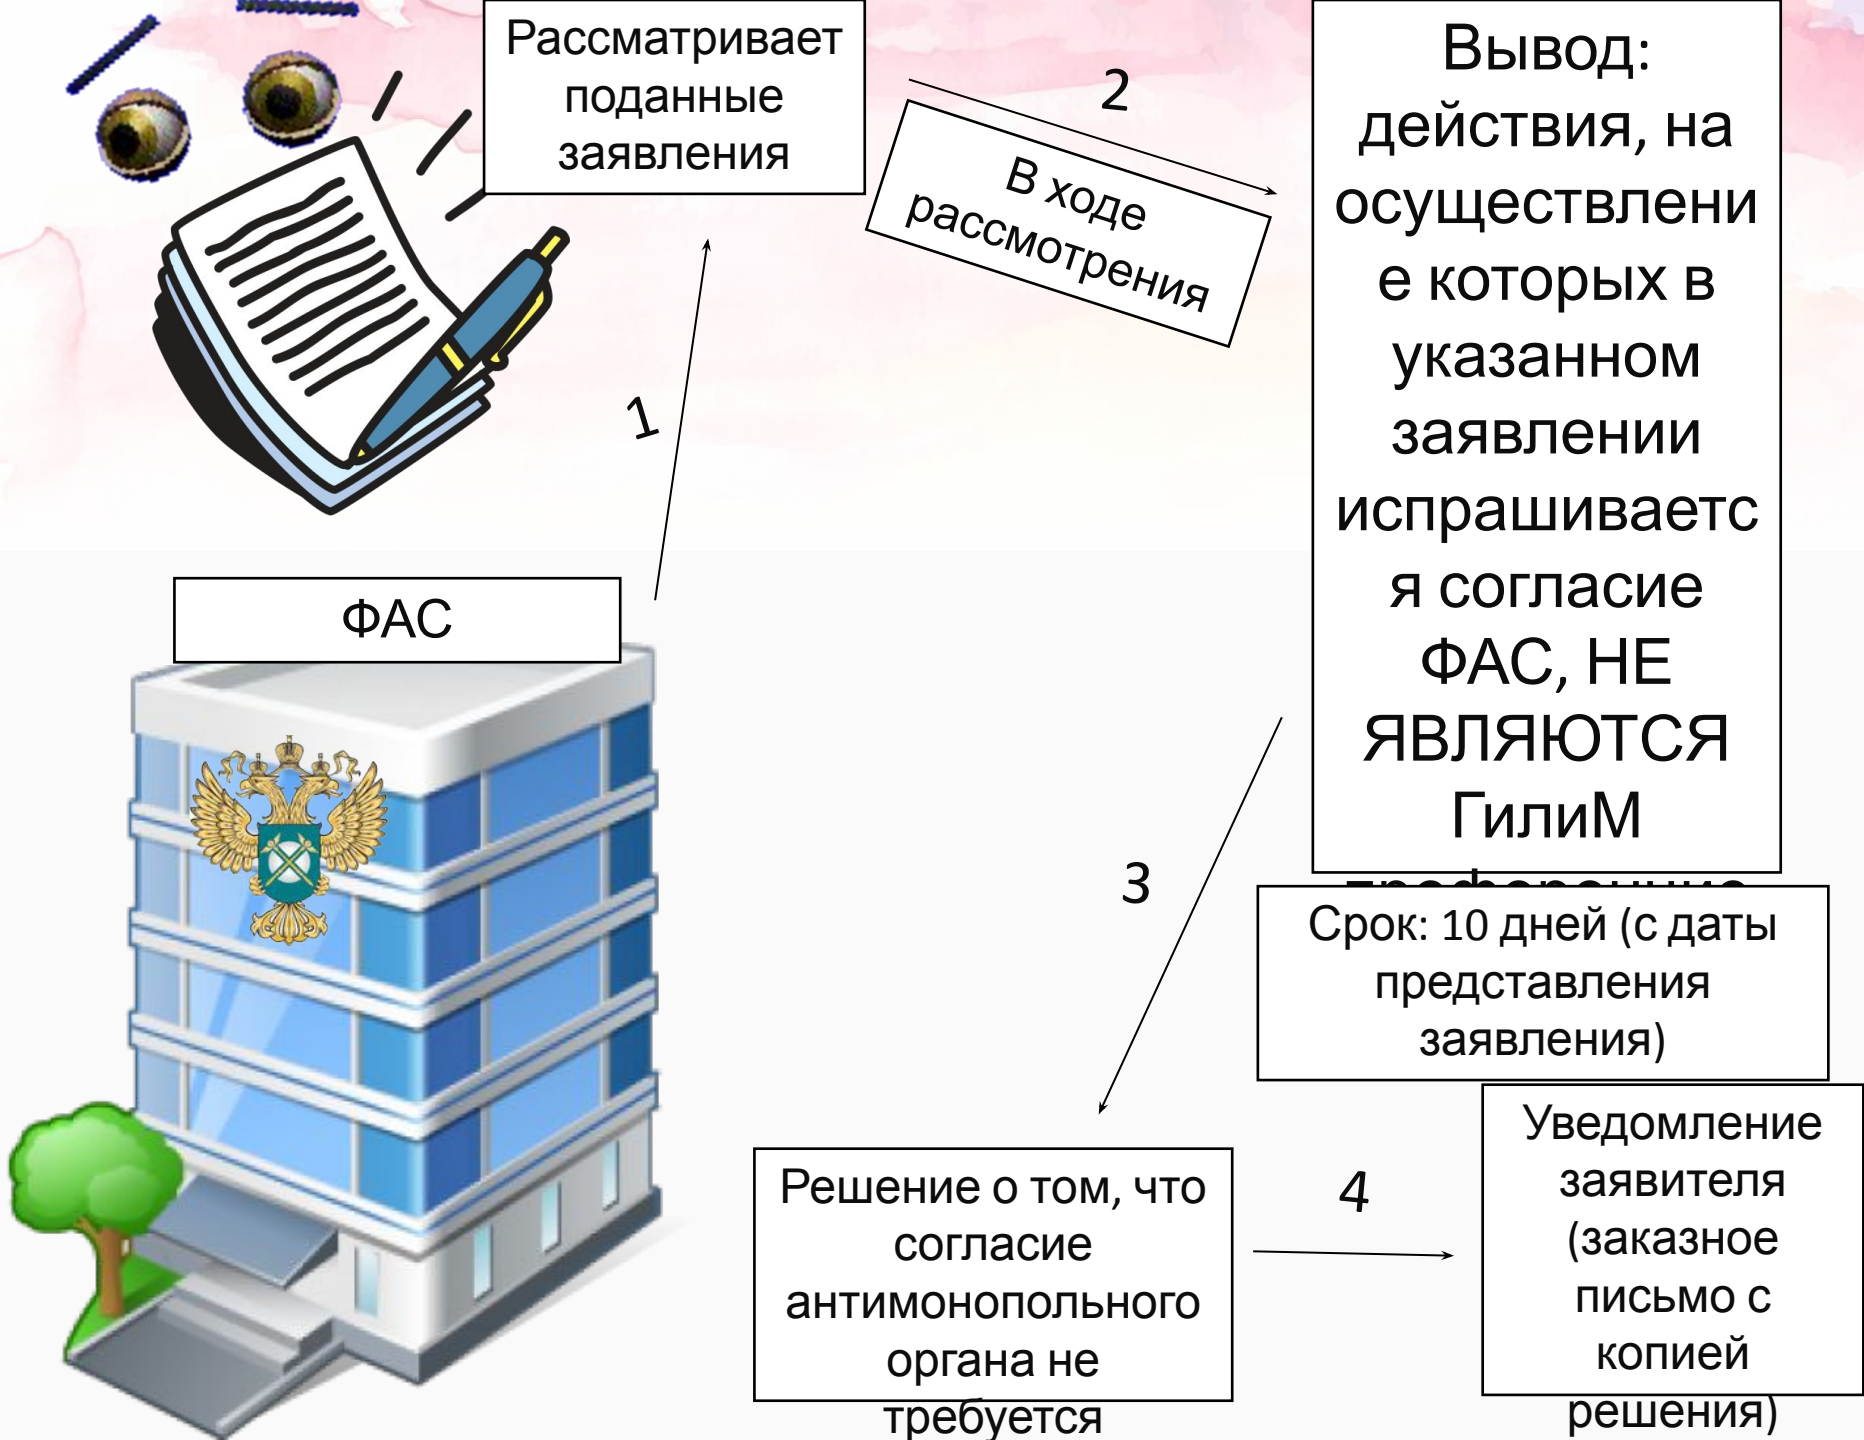 Рассматривает
поданные
заявления
2
В ходе
рассмотрения
Вывод:
действия, на
осуществлени
е которых в
указанном
заявлении
испрашиваетс
я согласие
ФАС, НЕ
ЯВЛЯЮТСЯ
ГилиМ
1
ФАС
3
Срок: 10 дней (с даты
представления
заявления)
Решение о том, что
согласие
антимонопольного
органа не
требуется
4
Уведомление
заявителя
(заказное
письмо с
копией
решения)